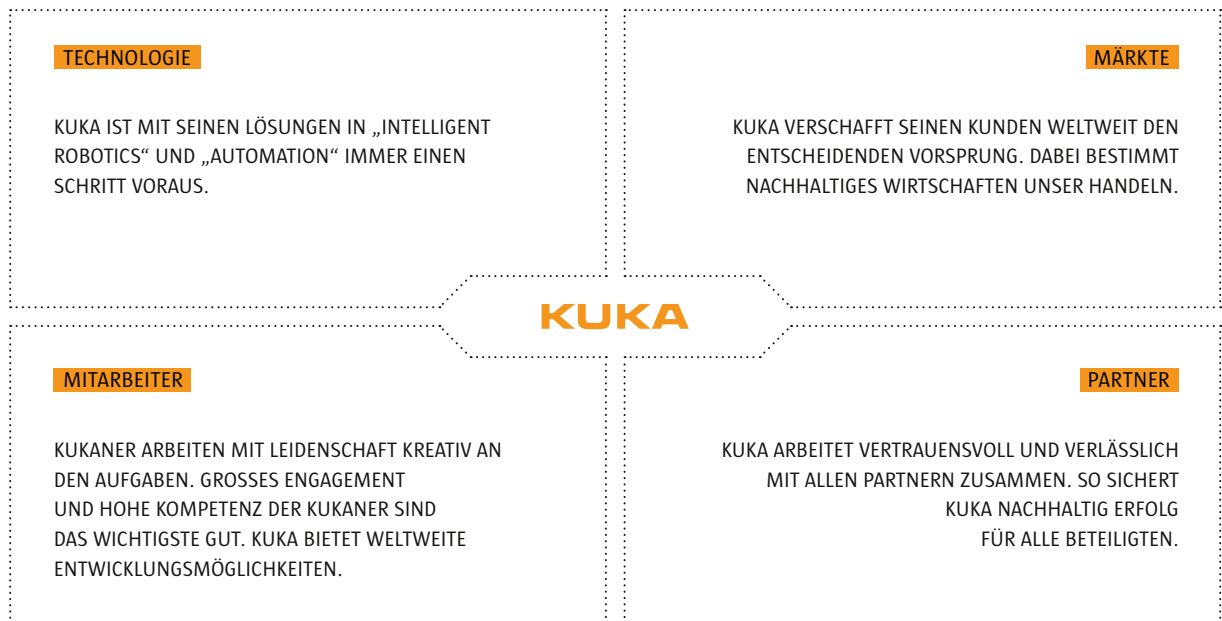 TECHNOLOGIE
KUKA IST MIT SEINEN LÖSUNGEN IN „INTELLIGENT
ROBOTICS“ UND „AUTOMATION“ IMMER EINEN
SCHRITT VORAUS.
MÄRKTE
KUKA VERSCHAFFT SEINEN KUNDEN WELTWEIT DEN
ENTSCHEIDENDEN VORSPRUNG. DABEI BESTIMMT
NACHHALTIGES WIRTSCHAFTEN UNSER HANDELN.
KUKA
MITARBEITER
KUKANER ARBEITEN MIT LEIDENSCHAFT KREATIV AN
DEN AUFGABEN. GROSSES ENGAGEMENT
UND HOHE KOMPETENZ DER KUKANER SIND
DAS WICHTIGSTE GUT. KUKA BIETET WELTWEITE
ENTWICKLUNGSMÖGLICHKEITEN.
PARTNER
KUKA ARBEITET VERTRAUENSVOLL UND VERLÄSSLICH
MIT ALLEN PARTNERN ZUSAMMEN. SO SICHERT
KUKA NACHHALTIG ERFOLG
FÜR ALLE BETEILIGTEN.